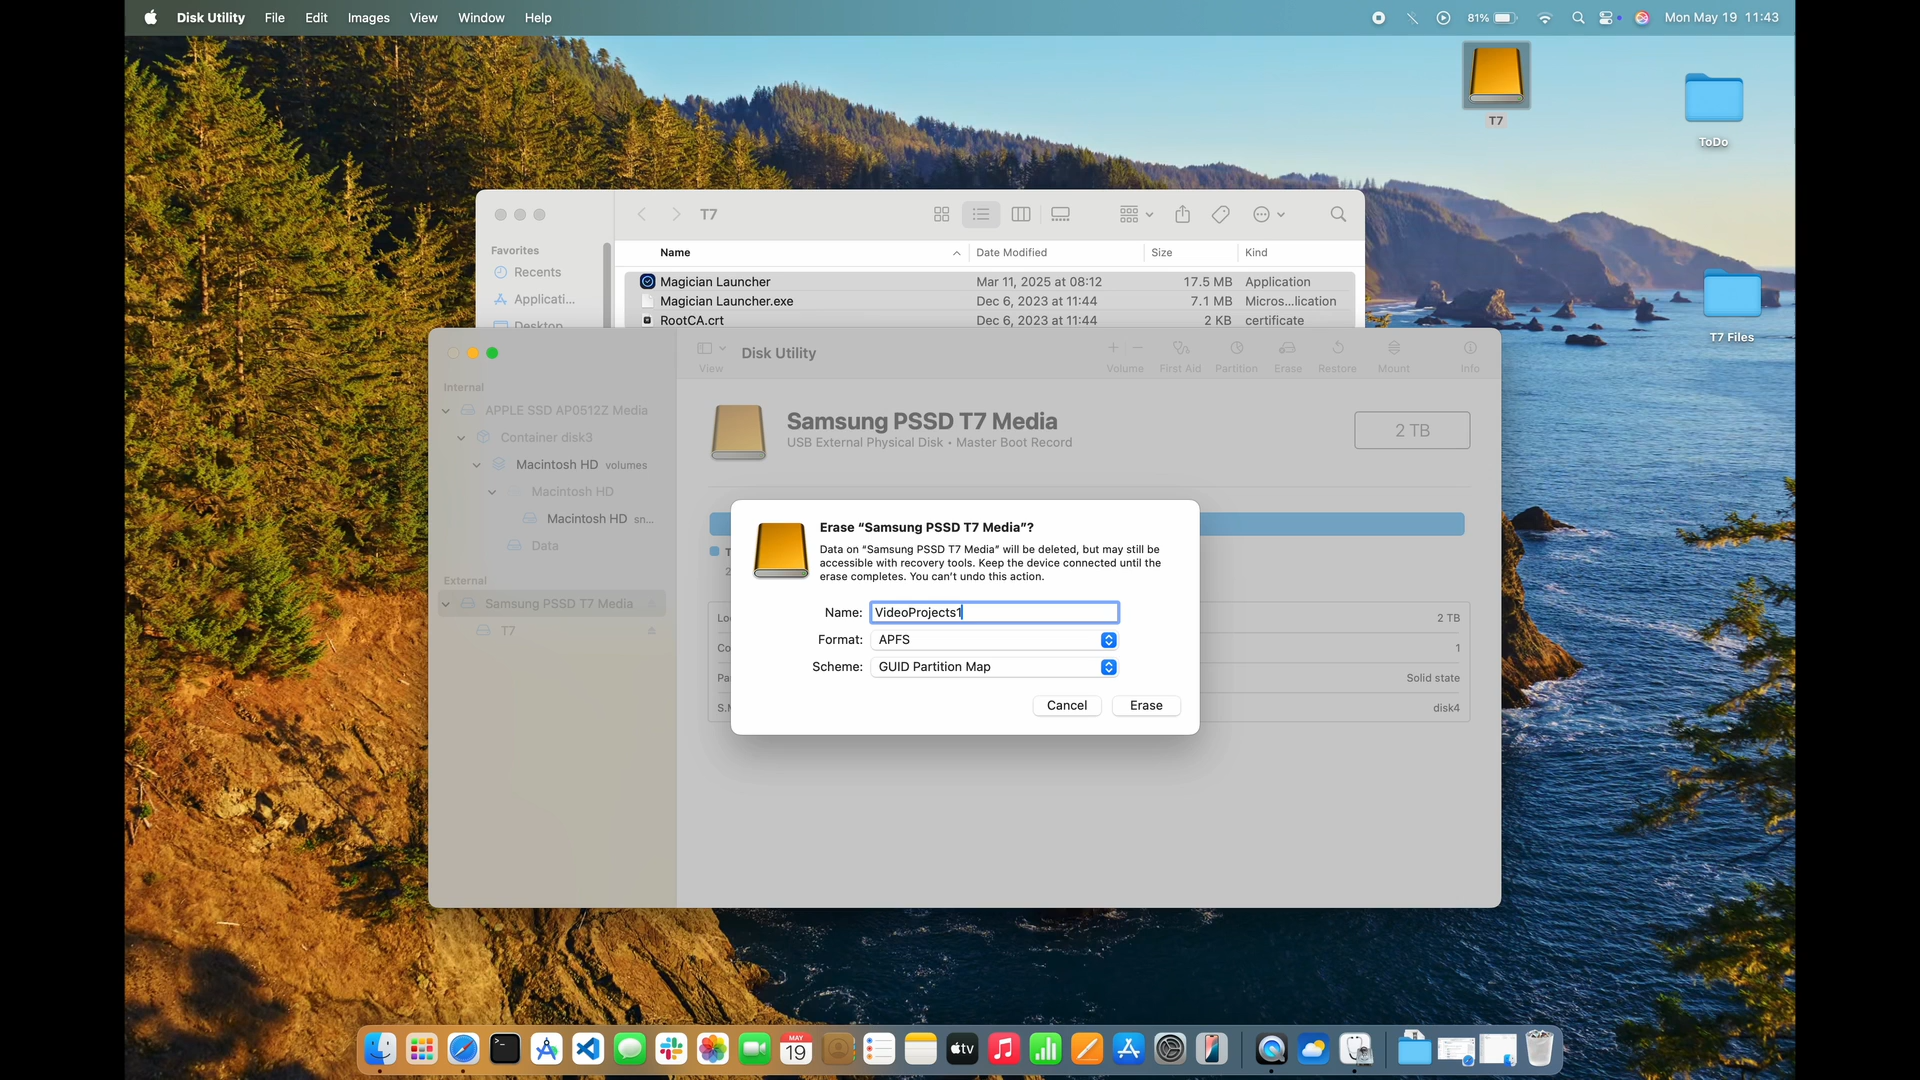 Disk Utility File Edit Images View Window Help 81% Mon May 19 11:43
T7
ToDo
T7 Files
T7
Favorites
Recents
Applicati...
Desktop
Name Date Modified Size Kind
Magician Launcher Mar 11, 2025 at 08:12 17.5 MB Application
Magician Launcher.exe Dec 6, 2023 at 11:44 7.1 MB Micros...lication
RootCA.crt Dec 6, 2023 at 11:44 2 KB certificate
Disk Utility
View Volume First Aid Partition Erase Restore Mount Info
Internal
APPLE SSD AP0512Z Media
Container disk3
Macintosh HD volumes
Macintosh HD
Macintosh HD sn...
Data
External
Samsung PSSD T7 Media
T7
Samsung PSSD T7 Media
USB External Physical Disk • Master Boot Record
2 TB
Erase “Samsung PSSD T7 Media”?
Data on “Samsung PSSD T7 Media” will be deleted, but may still be
accessible with recovery tools. Keep the device connected until the
erase completes. You can’t undo this action.
Name: VideoProjects1
Format: APFS
Scheme: GUID Partition Map
Cancel Erase
2 TB
1
Solid state
disk4
MAY
19
tv